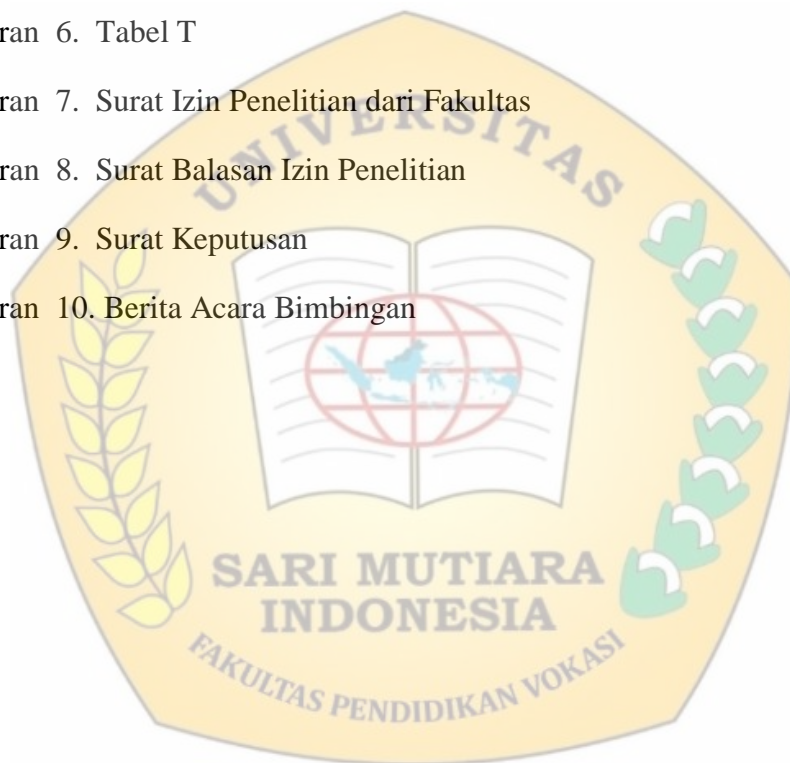 ran 6. Tabel T
ran 7. Surat Izin Penelitian dari Fakultas
ran 8. Surat Balasan Izin Penelitian
ran 9. Surat Keputusan
ran 10. Berita Acara Bimbingan
UNIVERSITAS
SARI MUTIARA
INDONESIA
FAKULTAS PENDIDIKAN VOKASI